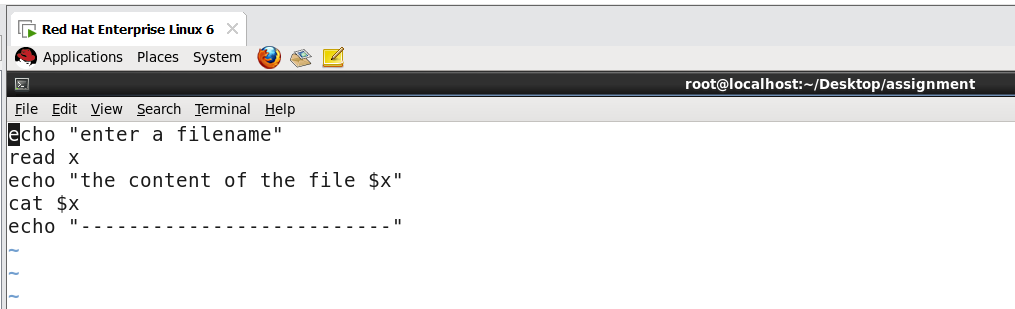 Red Hat Enterprise Linux 6
Applications Places System
root@localhost:~/Desktop/assignment
File Edit View Search Terminal Help
echo "enter a filename"
read x
echo "the content of the file $x"
cat $x
echo "--------------------------"
~
~
~